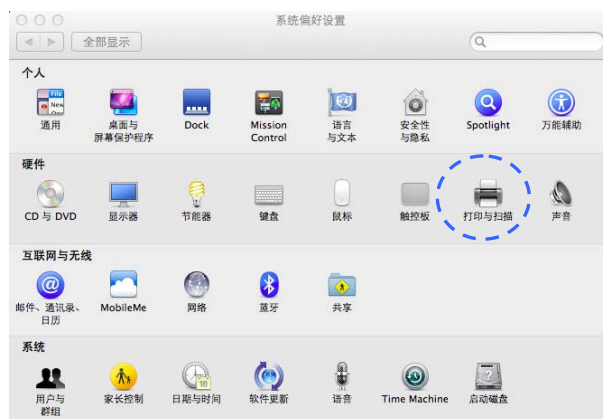 系统偏好设置
全部显示
个人
通用
桌面与
屏幕保护程序
Dock
Mission
Control
语言
与文本
安全性
与隐私
Spotlight
万能辅助
硬件
CD 与 DVD
显示器
节能器
键盘
鼠标
触控板
打印与扫描
声音
互联网与无线
邮件、通讯录、
日历
MobileMe
网络
蓝牙
共享
系统
用户与
群组
家长控制
日期与时间
软件更新
语音
Time Machine
启动磁盘